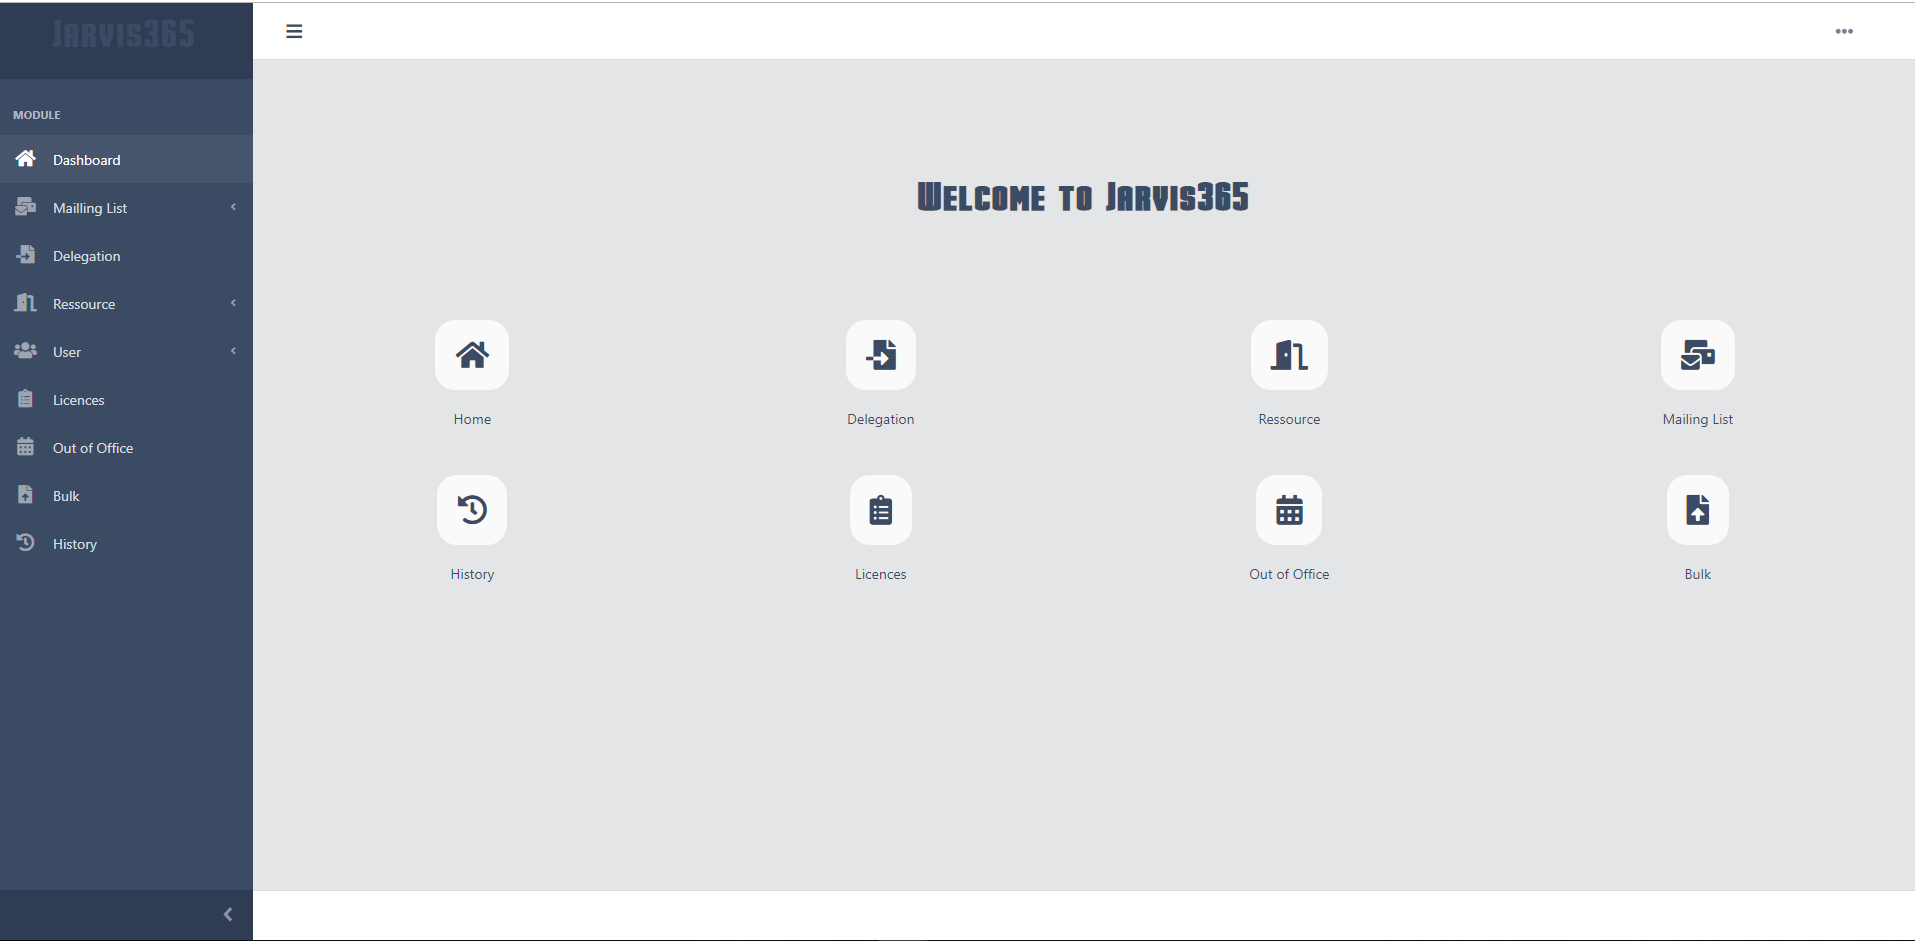 Jarvis365
MODULE
Dashboard
Mailling List
Delegation
Ressource
User
Licences
Out of Office
Bulk
History
Welcome to Jarvis365
Home
Delegation
Ressource
Mailing List
History
Licences
Out of Office
Bulk